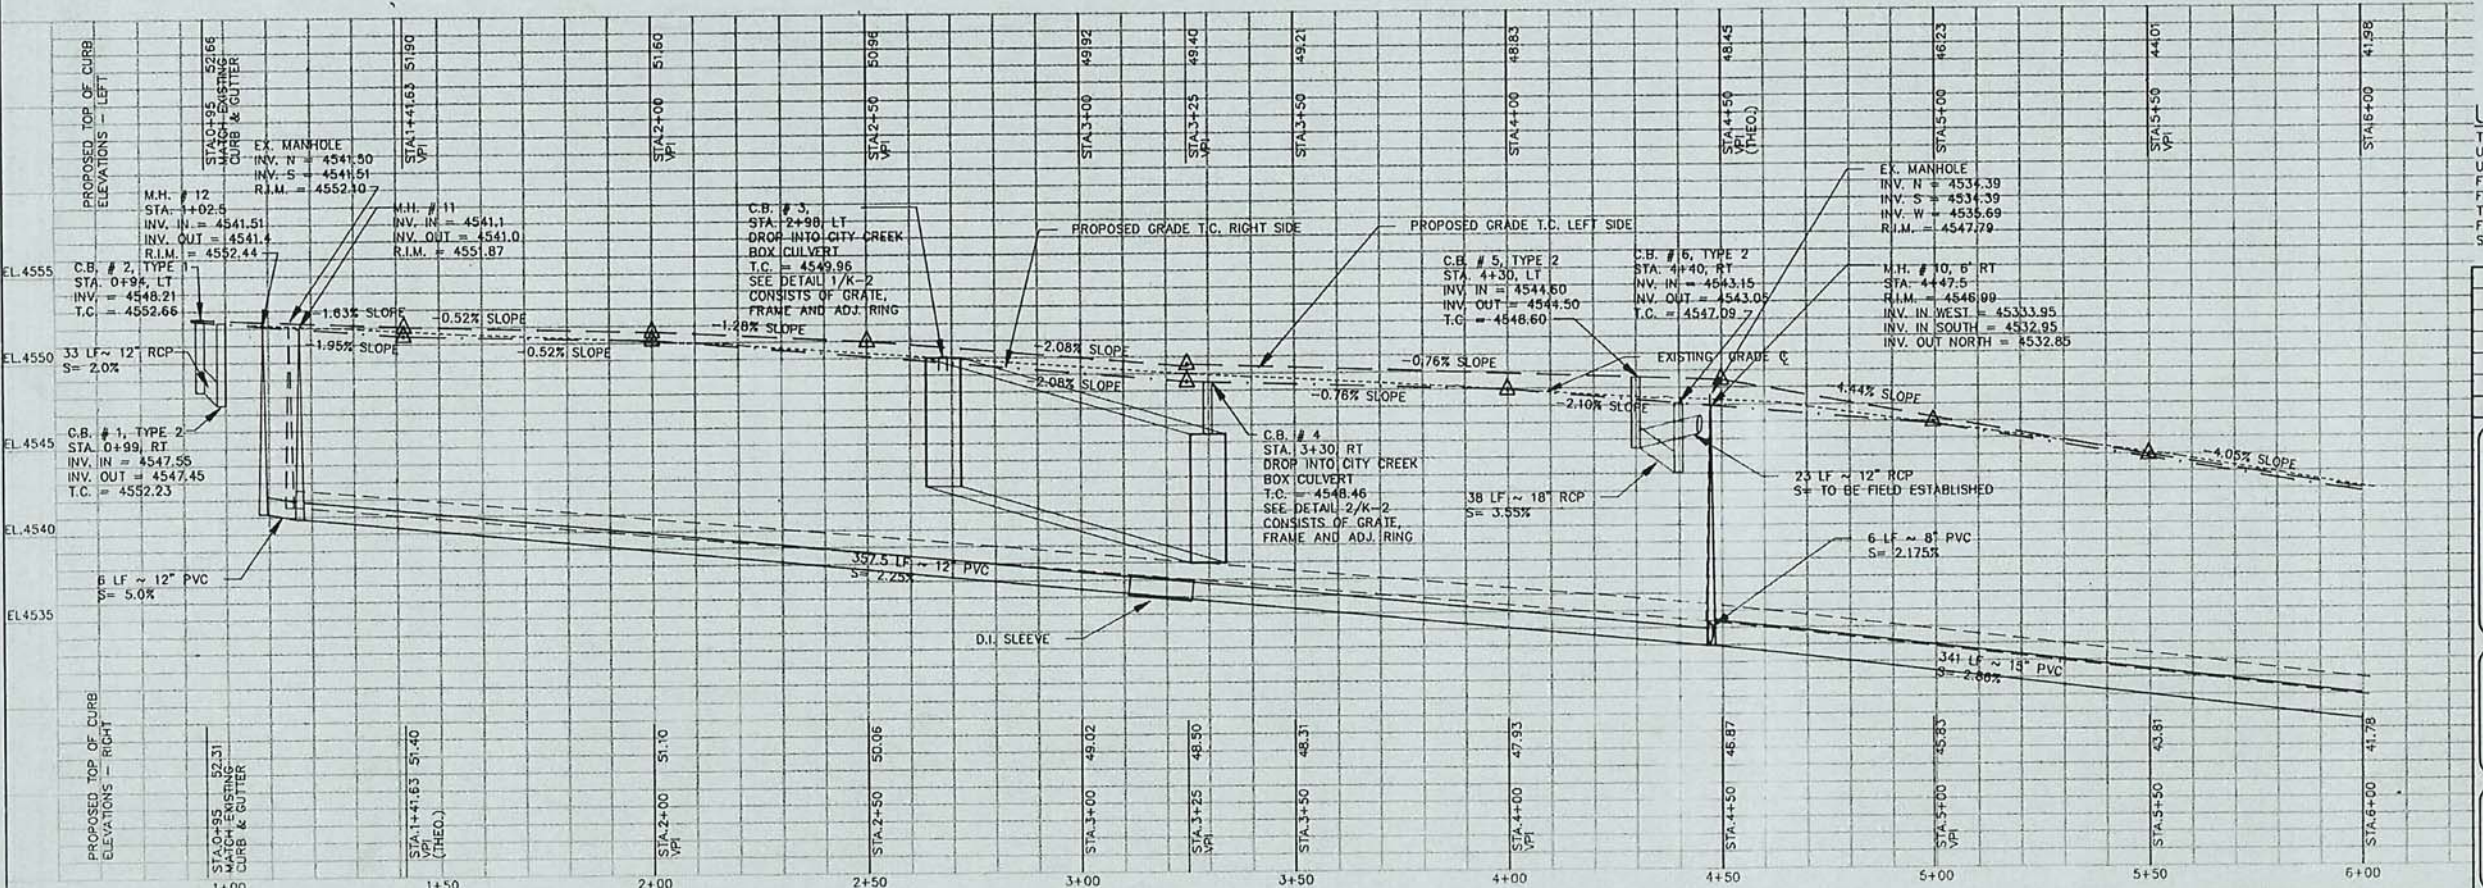 PROPOSED TOP OF CURB
ELEVATIONS - LEFT
STA.0+95 52.66
MATCH EXISTING
CURB & GUTTER
STA.1+41.63 51.90
VPI
STA.2+00 51.60
VPI
STA.2+50 50.96
VPI
STA.3+00 49.92
STA.3+25 49.40
VPI
STA.3+50 49.21
STA.4+00 48.83
STA.4+50 48.45
VPI
(THEO.)
STA.5+00 46.23
STA.5+50 44.01
VPI
STA.6+00 41.98
EX. MANHOLE
INV. N = 4541.50
INV. S = 4541.51
R.I.M. = 4552.10
M.H. # 12
STA. 1+02.5
INV. IN = 4541.51
INV. OUT = 4541.4
R.I.M. = 4552.44
M.H. # 11
INV. IN = 4541.1
INV. OUT = 4541.0
R.I.M. = 4551.87
C.B. # 2, TYPE 1
STA. 0+94, LT
INV. = 4548.21
T.C. = 4552.66
C.B. # 3,
STA. 2+98, LT
DROP INTO CITY CREEK
BOX CULVERT
T.C. = 4549.96
SEE DETAIL 1/K-2
CONSISTS OF GRATE,
FRAME AND ADJ. RING
PROPOSED GRADE T.C. RIGHT SIDE
PROPOSED GRADE T.C. LEFT SIDE
C.B. # 5, TYPE 2
STA. 4+30, LT
INV. IN = 4544.60
INV. OUT = 4544.50
T.C = 4548.60
C.B. # 6, TYPE 2
STA. 4+40, RT
INV. IN = 4543.15
INV. OUT = 4543.05
T.C. = 4547.09
EX. MANHOLE
INV. N = 4534.39
INV. S = 4534.39
INV. W = 4535.69
R.I.M. = 4547.79
M.H. # 10, 6' RT
STA. 4+47.5
R.I.M. = 4546.99
INV. IN WEST = 45333.95
INV. IN SOUTH = 4532.95
INV. OUT NORTH = 4532.85
EL.4555
EL.4550
EL.4545
EL.4540
EL.4535
-1.63% SLOPE
-0.52% SLOPE
-1.28% SLOPE
-2.08% SLOPE
-0.76% SLOPE
EXISTING GRADE ℄
-4.44% SLOPE
-1.95% SLOPE
-0.52% SLOPE
-2.08% SLOPE
-0.76% SLOPE
-2.10% SLOPE
-4.05% SLOPE
33 LF ~ 12" RCP
S= 2.0%
C.B. # 1, TYPE 2
STA. 0+99, RT
INV. IN = 4547.55
INV. OUT = 4547.45
T.C. = 4552.23
C.B. # 4
STA. 3+30, RT
DROP INTO CITY CREEK
BOX CULVERT
T.C. = 4548.46
SEE DETAIL 2/K-2
CONSISTS OF GRATE,
FRAME AND ADJ. RING
38 LF ~ 18" RCP
S= 3.55%
23 LF ~ 12" RCP
S= TO BE FIELD ESTABLISHED
6 LF ~ 8" PVC
S= 2.175%
6 LF ~ 12" PVC
S= 5.0%
357.5 LF ~ 12" PVC
S= 2.25%
D.I. SLEEVE
341 LF ~ 15" PVC
S= 2.86%
PROPOSED TOP OF CURB
ELEVATIONS - RIGHT
STA.0+95 52.31
MATCH EXISTING
CURB & GUTTER
STA.1+41.63 51.40
VPI
(THEO.)
STA.2+00 51.10
VPI
STA.2+50 50.06
STA.3+00 49.02
STA.3+25 48.50
VPI
STA.3+50 48.31
STA.4+00 47.93
VPI
STA.4+50 46.87
STA.5+00 45.83
VPI
STA.5+50 43.81
STA.6+00 41.78
1+00 1+50 2+00 2+50 3+00 3+50 4+00 4+50 5+00 5+50 6+00